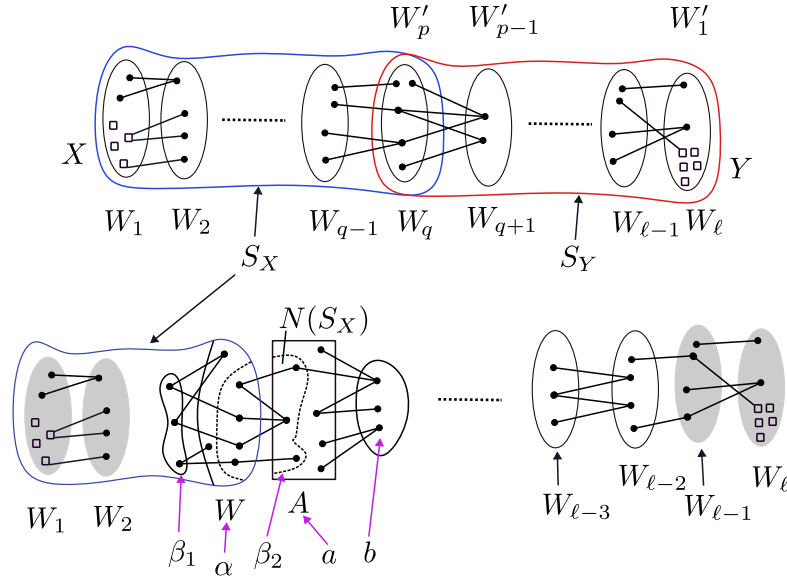 W'_p W'_{p-1} W'_1
X Y
W_1 W_2 W_{q-1} W_q W_{q+1} W_{ℓ-1} W_ℓ
S_X S_Y
N(S_X)
W_1 W_2 W A W_{ℓ-3} W_{ℓ-2} W_{ℓ-1} W_ℓ
β_1 α β_2 a b